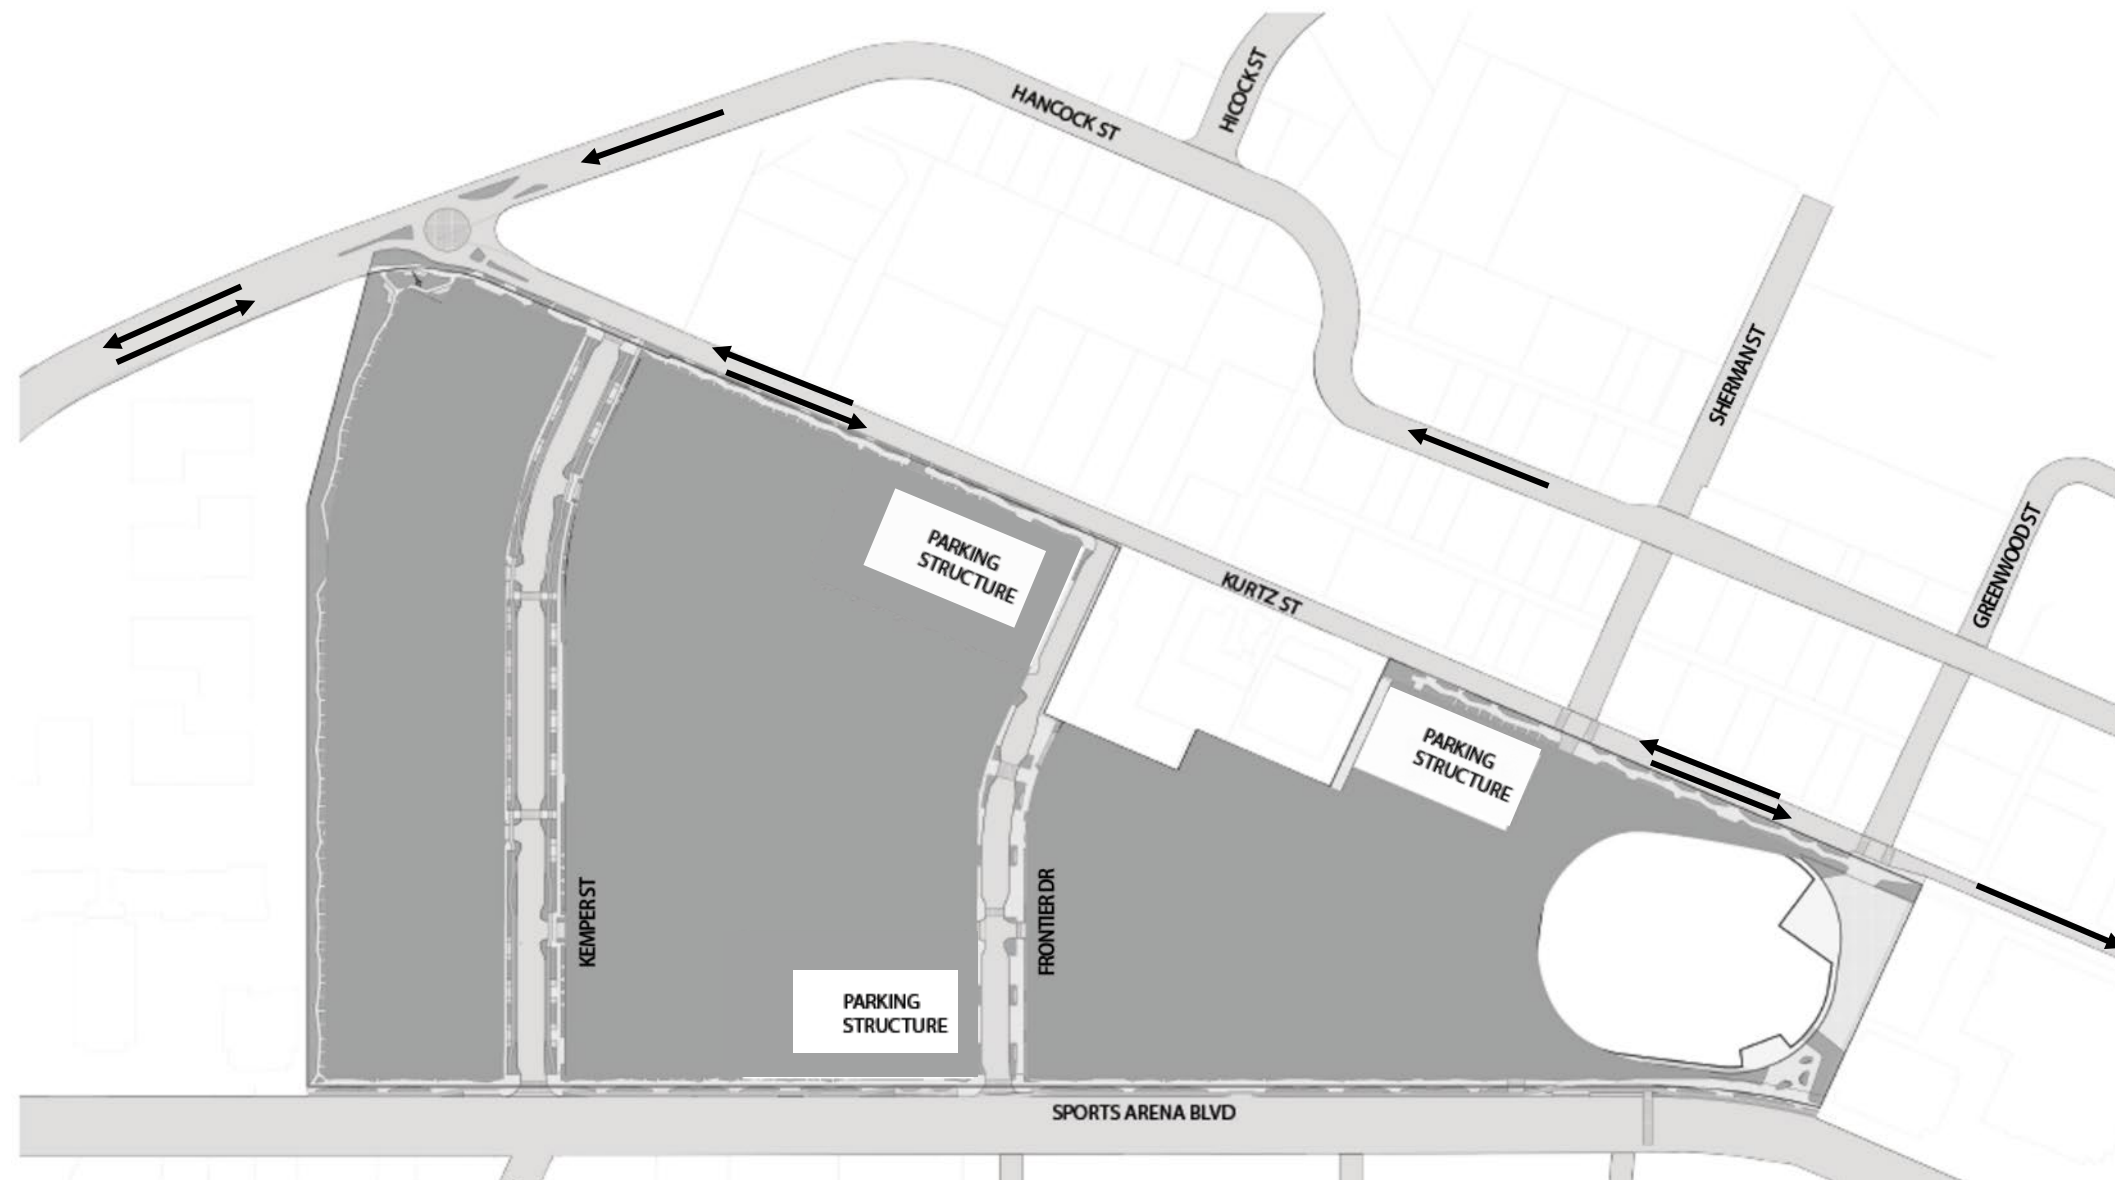 HANCOCK ST
HICOCK ST
SHERMAN ST
GREENWOOD ST
PARKING
STRUCTURE
KURTZ ST
PARKING
STRUCTURE
KEMPER ST
FRONTIER DR
PARKING
STRUCTURE
SPORTS ARENA BLVD